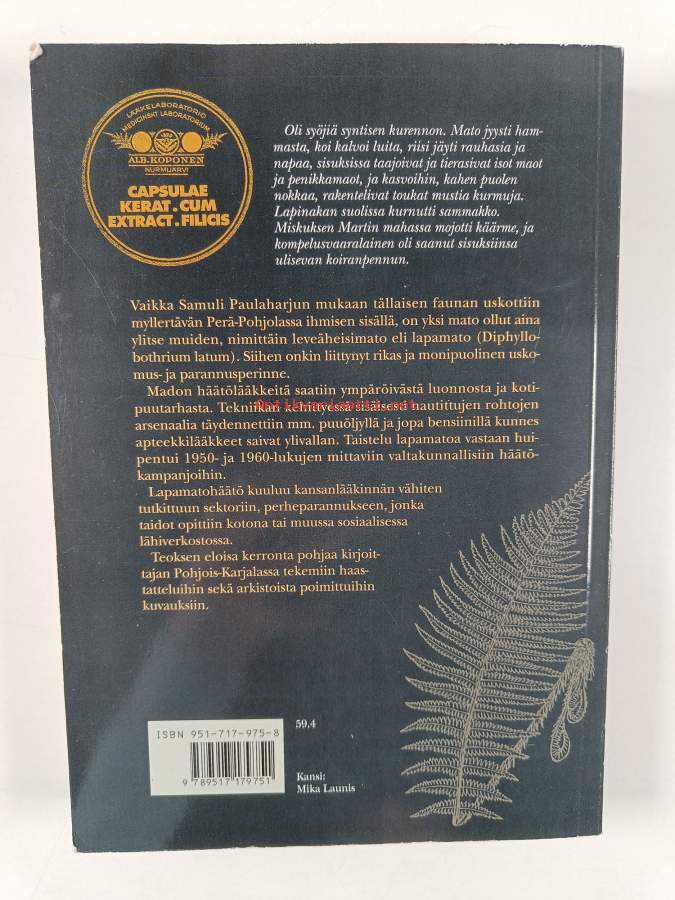 LÄÄKELABORATORIO
MEDICINSKT LABORATORIUM
ALB. KOPONEN
NURMIJÄRVI
CAPSULAE
KERAT. CUM
EXTRACT. FILICIS
Oli syöjiä syntisen kurennon. Mato jyysti ham-
masta, koi kalvoi luita, riisi jäyti rauhasia ja
napaa, sisuksissa taajoivat ja tierasivat isot maot
ja penikkamaot, ja kasvoihin, kahen puolen
nokkaa, rakentelivat toukat mustia kurmuja.
Lapinakan suolissa kurnutti sammakko.
Miskuksen Martin mahassa mojotti käärme, ja
kompelusvaaralainen oli saanut sisuksiinsa
ulisevan koiranpennun.
Vaikka Samuli Paulaharjun mukaan tällaisen faunan uskottiin
myllertävän Perä-Pohjolassa ihmisen sisällä, on yksi mato ollut aina
ylitse muiden, nimittäin leveäheisimato eli lapamato (Diphyllo-
bothrium latum). Siihen onkin liittynyt rikas ja monipuolinen usko-
mus- ja parannusperinne.
Madon häätölääkkeitä saatiin ympäröivästä luonnosta ja koti-
puutarhasta. Tekniikan kehittyessä sisäisesti nautittujen rohtojen
arsenaalia täydennettiin mm. puuöljyllä ja jopa bensiinillä kunnes
apteekkilääkkeet saivat ylivallan. Taistelu lapamatoa vastaan hui-
pentui 1950- ja 1960-lukujen mittaviin valtakunnallisiin häätö-
kampanjoihin.
Lapamatohäätö kuuluu kansanlääkinnän vähiten
tutkittuun sektoriin, perheparannukseen, jonka
taidot opittiin kotona tai muussa sosiaalisessa
lähiverkostossa.
Teoksen eloisa kerronta pohjaa kirjoit-
tajan Pohjois-Karjalassa tekemiin haas-
tatteluihin sekä arkistoista poimittuihin
kuvauksiin.
ISBN 951-717-975-8
9 789517 179751
59.4
Kansi:
Mika Launis